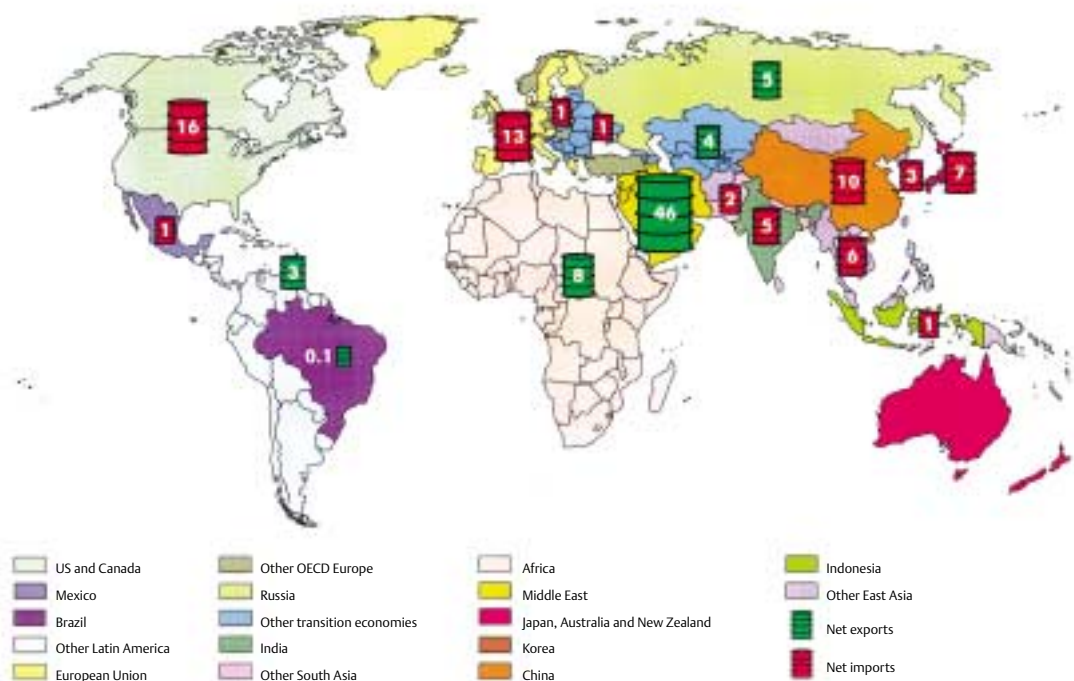 5
16
1
13
1
4
3
7
10
2
1
46
5
6
3
8
1
0.1
US and Canada
Mexico
Brazil
Other Latin America
European Union
Other OECD Europe
Russia
Other transition economies
India
Other South Asia
Africa
Middle East
Japan, Australia and New Zealand
Korea
China
Indonesia
Other East Asia
Net exports
Net imports